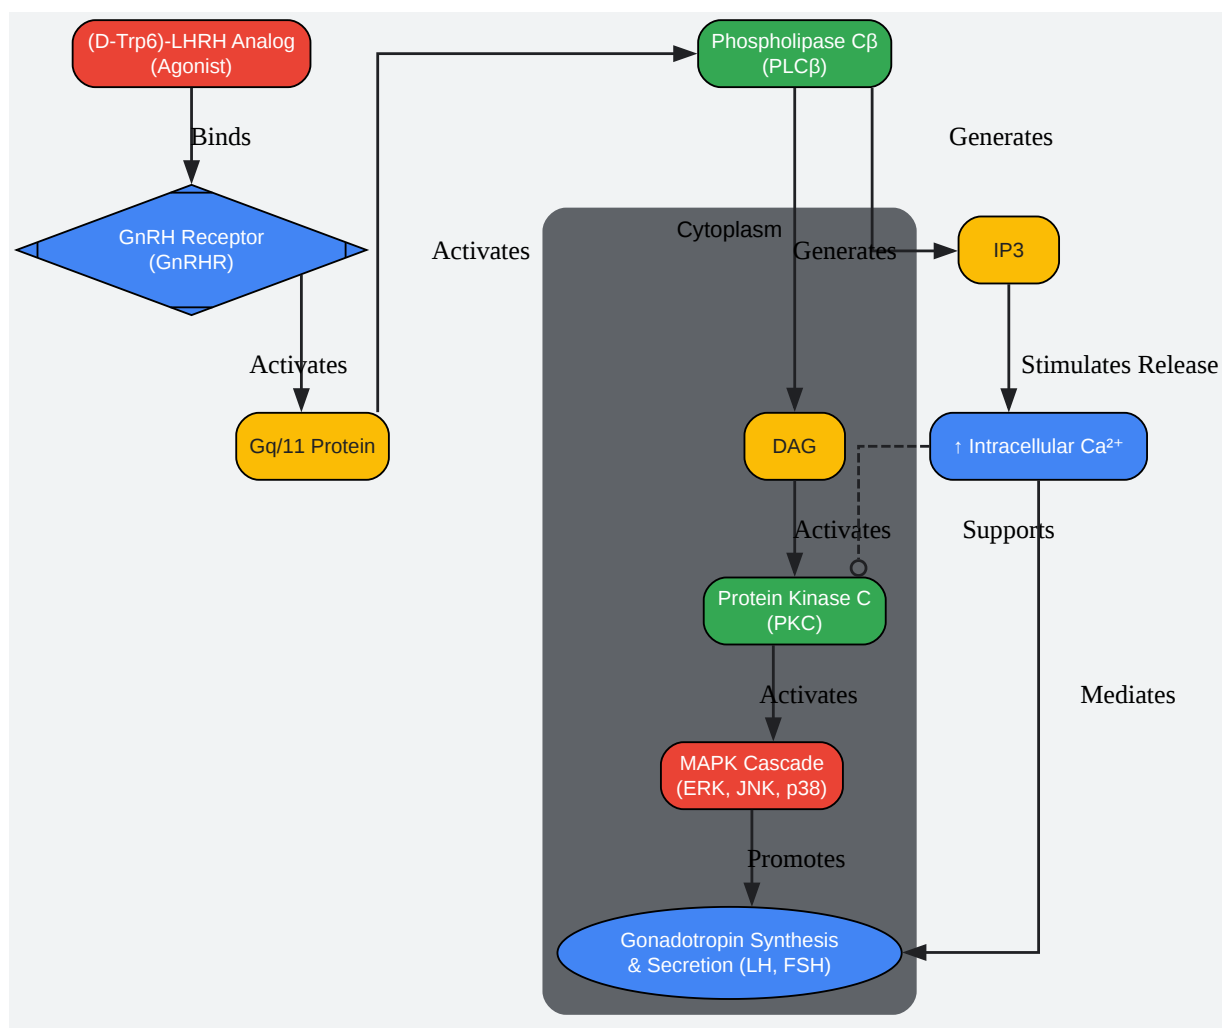 (D-Trp6)-LHRH Analog
(Agonist)
Phospholipase Cβ
(PLCβ)
Binds
Generates
Cytoplasm
GnRH Receptor
(GnRHR)
Activates
Generates
IP3
Activates
Stimulates Release
Gq/11 Protein
DAG
↑ Intracellular Ca²⁺
Activates
Supports
Protein Kinase C
(PKC)
Activates
Mediates
MAPK Cascade
(ERK, JNK, p38)
Promotes
Gonadotropin Synthesis
& Secretion (LH, FSH)